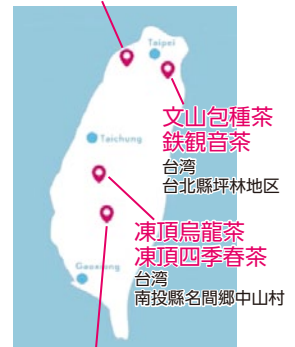 Taipei
文山包種茶
鉄観音茶
台湾
台北縣坪林地区
Taichung
凍頂烏龍茶
凍頂四季春茶
台湾
南投縣名間郷中山村
Gaoxiung